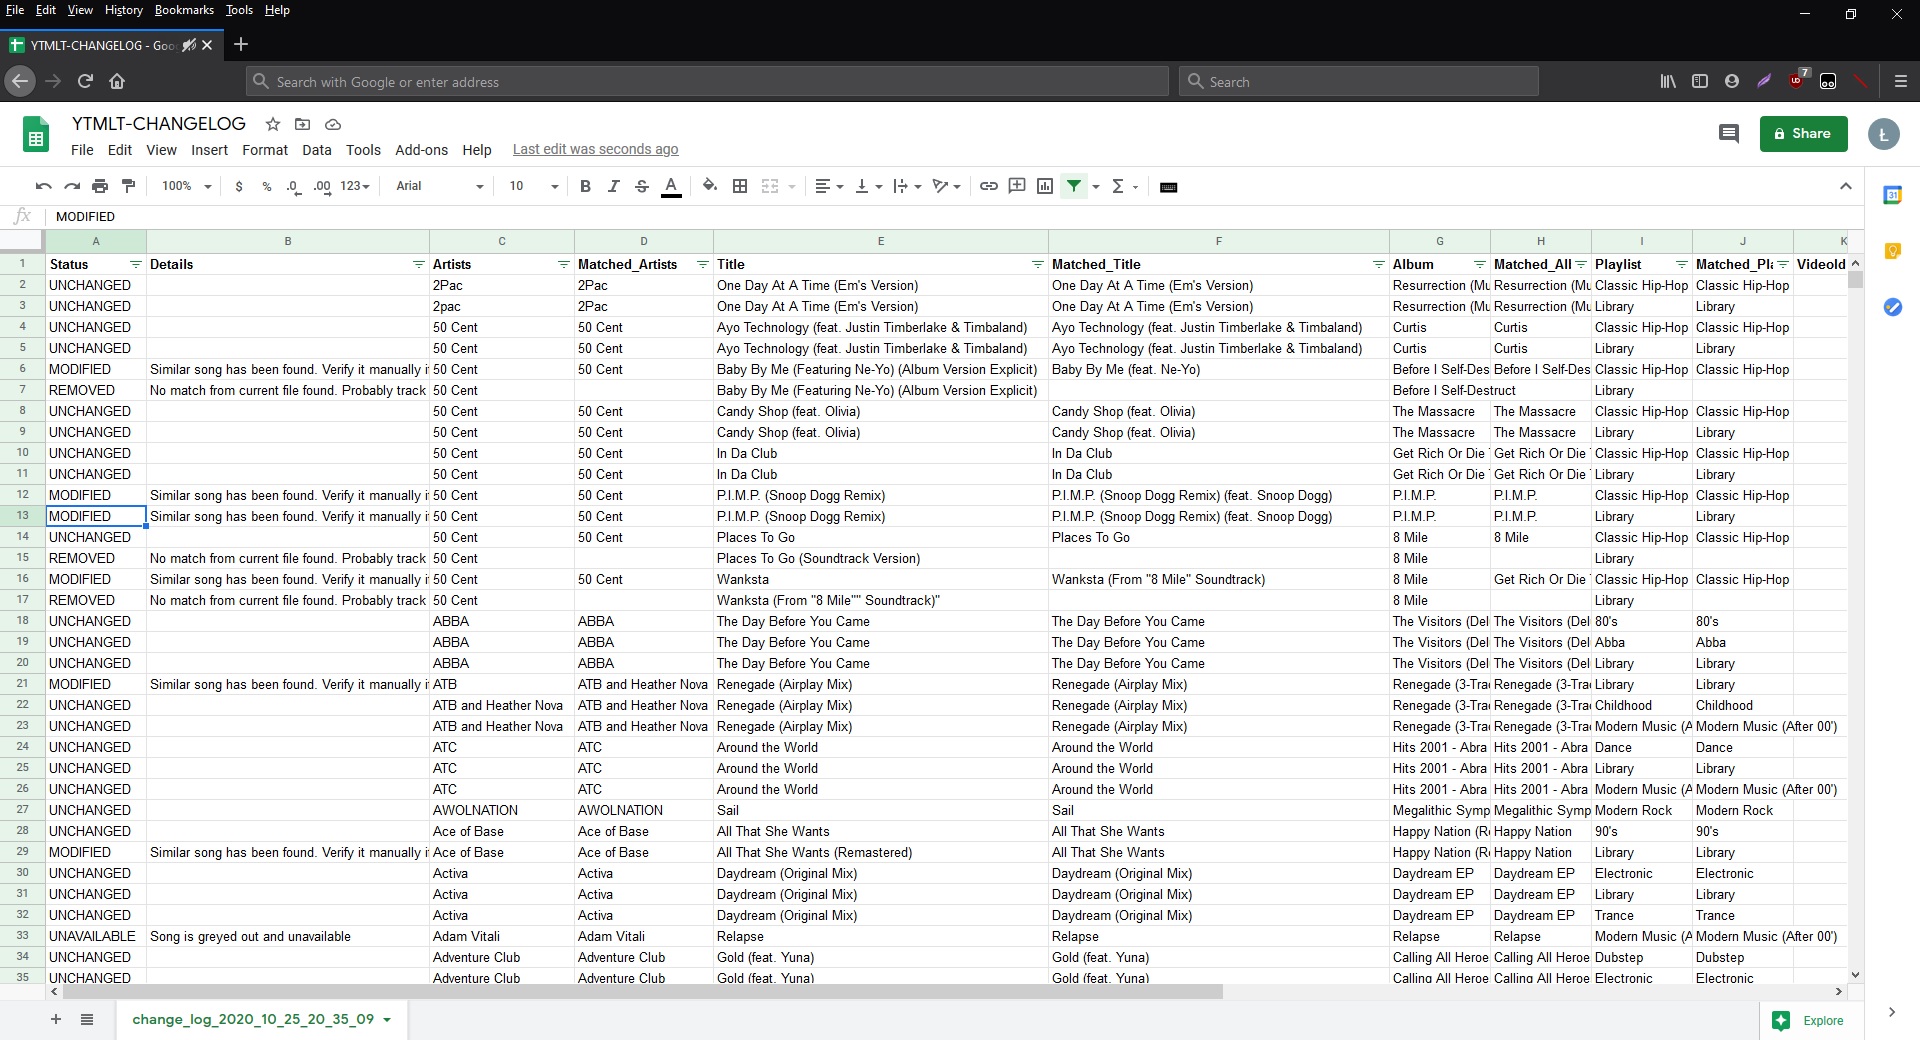 File Edit View History Bookmarks Tools Help
YTMLT-CHANGELOG - Goo
Search with Google or enter address Search 7
YTMLT-CHANGELOG
File Edit View Insert Format Data Tools Add-ons Help Last edit was seconds ago Share Ł
100% $ % .0 .00 123 Arial 10 B I S A 31
fx MODIFIED
A B C D E F G H I J K
1 Status Details Artists Matched_Artists Title Matched_Title Album Matched_All Playlist Matched_Pla VideoId
2 UNCHANGED 2Pac 2Pac One Day At A Time (Em's Version) One Day At A Time (Em's Version) Resurrection (Mu Resurrection (Mu Classic Hip-Hop Classic Hip-Hop
3 UNCHANGED 2pac 2Pac One Day At A Time (Em's Version) One Day At A Time (Em's Version) Resurrection (Mu Resurrection (Mu Library Library
4 UNCHANGED 50 Cent 50 Cent Ayo Technology (feat. Justin Timberlake & Timbaland) Ayo Technology (feat. Justin Timberlake & Timbaland) Curtis Curtis Classic Hip-Hop Classic Hip-Hop
5 UNCHANGED 50 Cent 50 Cent Ayo Technology (feat. Justin Timberlake & Timbaland) Ayo Technology (feat. Justin Timberlake & Timbaland) Curtis Curtis Library Library
6 MODIFIED Similar song has been found. Verify it manually i 50 Cent 50 Cent Baby By Me (Featuring Ne-Yo) (Album Version Explicit) Baby By Me (feat. Ne-Yo) Before I Self-Des Before I Self-Des Classic Hip-Hop Classic Hip-Hop
7 REMOVED No match from current file found. Probably track 50 Cent Baby By Me (Featuring Ne-Yo) (Album Version Explicit) Before I Self-Destruct Library
8 UNCHANGED 50 Cent 50 Cent Candy Shop (feat. Olivia) Candy Shop (feat. Olivia) The Massacre The Massacre Classic Hip-Hop Classic Hip-Hop
9 UNCHANGED 50 Cent 50 Cent Candy Shop (feat. Olivia) Candy Shop (feat. Olivia) The Massacre The Massacre Library Library
10 UNCHANGED 50 Cent 50 Cent In Da Club In Da Club Get Rich Or Die Get Rich Or Die Classic Hip-Hop Classic Hip-Hop
11 UNCHANGED 50 Cent 50 Cent In Da Club In Da Club Get Rich Or Die Get Rich Or Die Library Library
12 MODIFIED Similar song has been found. Verify it manually i 50 Cent 50 Cent P.I.M.P. (Snoop Dogg Remix) P.I.M.P. (Snoop Dogg Remix) (feat. Snoop Dogg) P.I.M.P. P.I.M.P. Classic Hip-Hop Classic Hip-Hop
13 MODIFIED Similar song has been found. Verify it manually i 50 Cent 50 Cent P.I.M.P. (Snoop Dogg Remix) P.I.M.P. (Snoop Dogg Remix) (feat. Snoop Dogg) P.I.M.P. P.I.M.P. Library Library
14 UNCHANGED 50 Cent 50 Cent Places To Go Places To Go 8 Mile 8 Mile Classic Hip-Hop Classic Hip-Hop
15 REMOVED No match from current file found. Probably track 50 Cent Places To Go (Soundtrack Version) 8 Mile Library
16 MODIFIED Similar song has been found. Verify it manually i 50 Cent 50 Cent Wanksta Wanksta (From "8 Mile" Soundtrack) 8 Mile Get Rich Or Die Classic Hip-Hop Classic Hip-Hop
17 REMOVED No match from current file found. Probably track 50 Cent Wanksta (From "8 Mile"" Soundtrack)" 8 Mile Library
18 UNCHANGED ABBA ABBA The Day Before You Came The Day Before You Came The Visitors (Del The Visitors (Del 80's 80's
19 UNCHANGED ABBA ABBA The Day Before You Came The Day Before You Came The Visitors (Del The Visitors (Del Abba Abba
20 UNCHANGED ABBA ABBA The Day Before You Came The Day Before You Came The Visitors (Del The Visitors (Del Library Library
21 MODIFIED Similar song has been found. Verify it manually i ATB ATB and Heather Nova Renegade (Airplay Mix) Renegade (Airplay Mix) Renegade (3-Tra Renegade (3-Tra Library Library
22 UNCHANGED ATB and Heather Nova ATB and Heather Nova Renegade (Airplay Mix) Renegade (Airplay Mix) Renegade (3-Tra Renegade (3-Tra Childhood Childhood
23 UNCHANGED ATB and Heather Nova ATB and Heather Nova Renegade (Airplay Mix) Renegade (Airplay Mix) Renegade (3-Tra Renegade (3-Tra Modern Music (A Modern Music (After 00')
24 UNCHANGED ATC ATC Around the World Around the World Hits 2001 - Abra Hits 2001 - Abra Dance Dance
25 UNCHANGED ATC ATC Around the World Around the World Hits 2001 - Abra Hits 2001 - Abra Library Library
26 UNCHANGED ATC ATC Around the World Around the World Hits 2001 - Abra Hits 2001 - Abra Modern Music (A Modern Music (After 00')
27 UNCHANGED AWOLNATION AWOLNATION Sail Sail Megalithic Symp Megalithic Symp Modern Rock Modern Rock
28 UNCHANGED Ace of Base Ace of Base All That She Wants All That She Wants Happy Nation (R Happy Nation 90's 90's
29 MODIFIED Similar song has been found. Verify it manually i Ace of Base Ace of Base All That She Wants (Remastered) All That She Wants Happy Nation (R Happy Nation Library Library
30 UNCHANGED Activa Activa Daydream (Original Mix) Daydream (Original Mix) Daydream EP Daydream EP Electronic Electronic
31 UNCHANGED Activa Activa Daydream (Original Mix) Daydream (Original Mix) Daydream EP Daydream EP Library Library
32 UNCHANGED Activa Activa Daydream (Original Mix) Daydream (Original Mix) Daydream EP Daydream EP Trance Trance
33 UNAVAILABLE Song is greyed out and unavailable Adam Vitali Adam Vitali Relapse Relapse Relapse Relapse Modern Music (A Modern Music (After 00')
34 UNCHANGED Adventure Club Adventure Club Gold (feat. Yuna) Gold (feat. Yuna) Calling All Heroe Calling All Heroe Dubstep Dubstep
35 UNCHANGED Adventure Club Adventure Club Gold (feat. Yuna) Gold (feat. Yuna) Calling All Heroe Calling All Heroe Electronic Electronic
change_log_2020_10_25_20_35_09 Explore